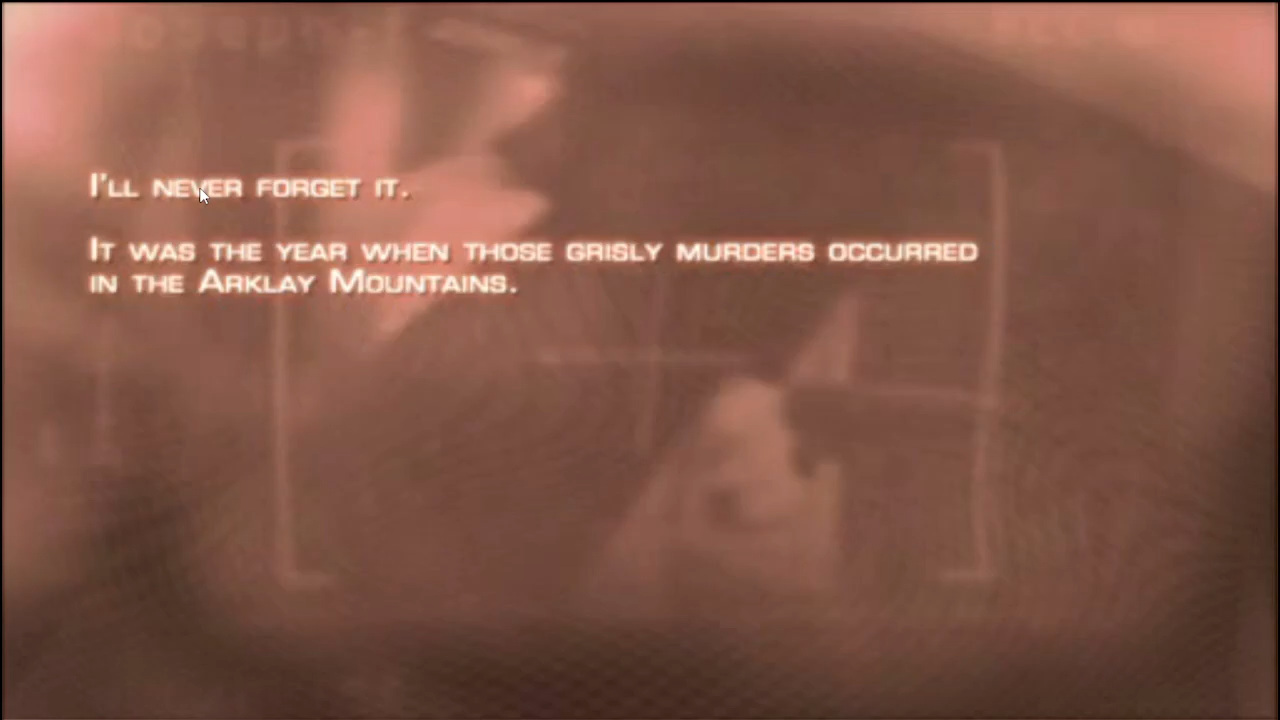 I'll never forget it.
It was the year when those grisly murders occurred
in the Arklay Mountains.